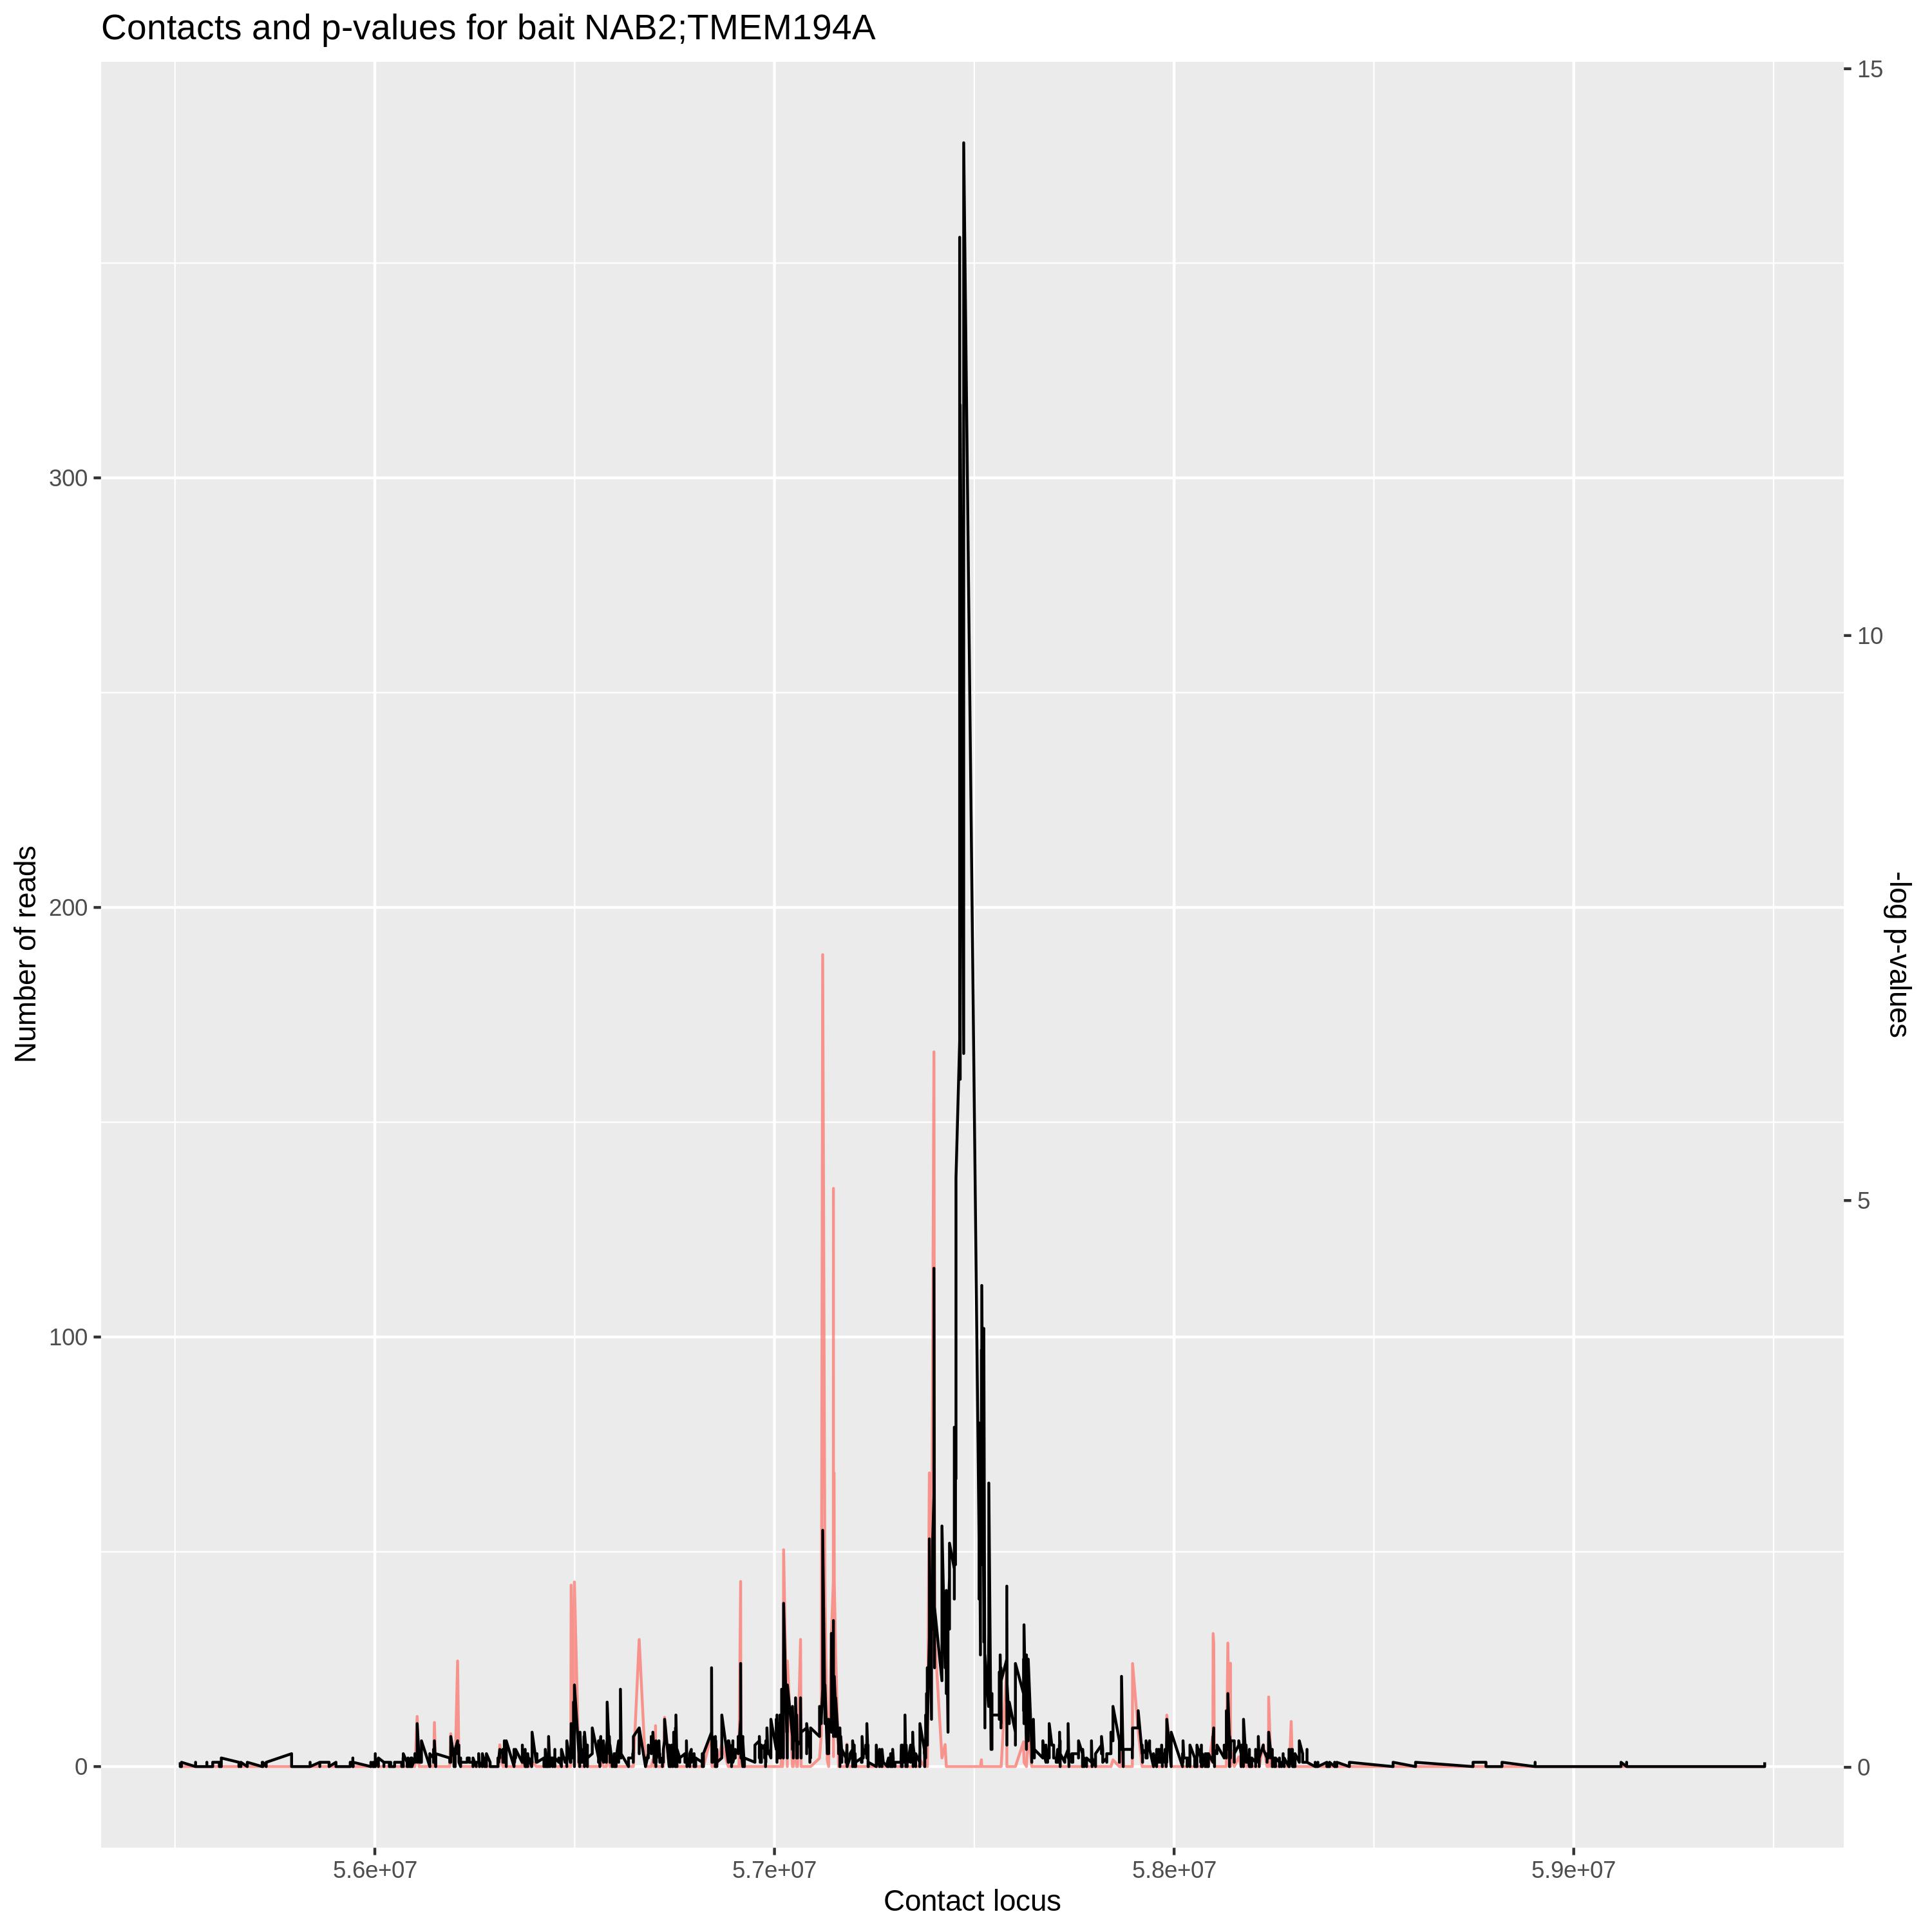 Contacts and p-values for bait NAB2;TMEM194A
Number of reads
300
200
100
0
15
10
5
0
-log p-values
5.6e+07
5.7e+07
5.8e+07
5.9e+07
Contact locus